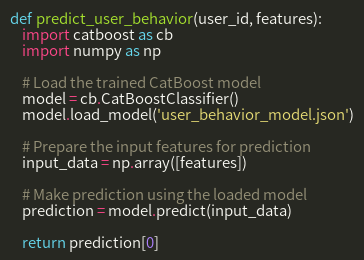 def predict_user_behavior(user_id, features):
    import catboost as cb
    import numpy as np

    # Load the trained CatBoost model
    model = cb.CatBoostClassifier()
    model.load_model('user_behavior_model.json')

    # Prepare the input features for prediction
    input_data = np.array([features])

    # Make prediction using the loaded model
    prediction = model.predict(input_data)

    return prediction[0]